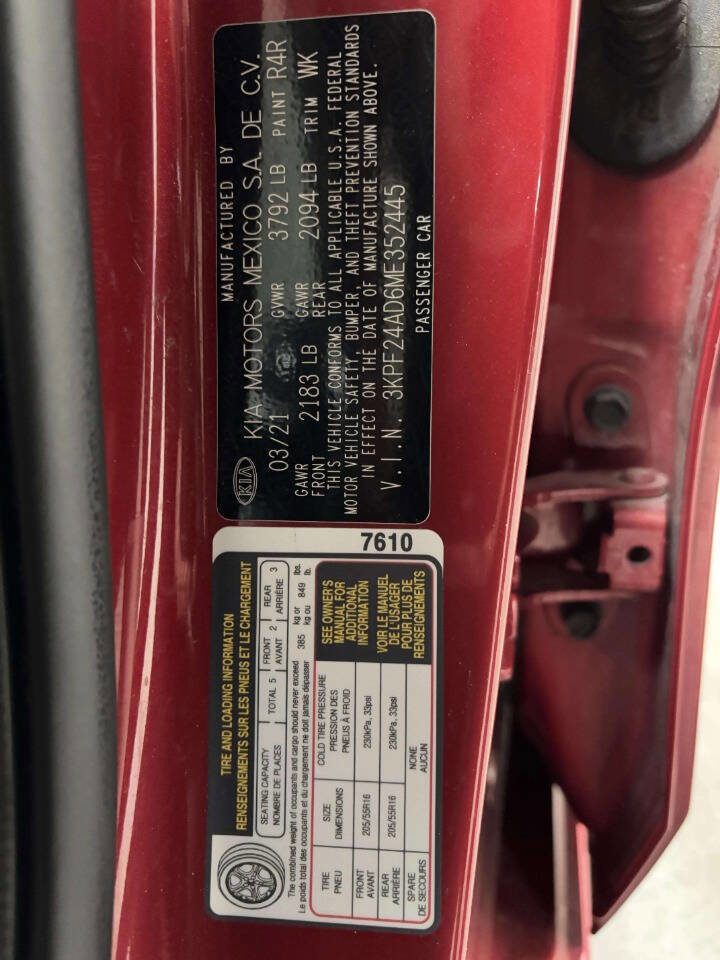 MANUFACTURED BY
KIA KIA MOTORS MEXICO S.A. DE C.V.
03/21 GVWR 3792 LB PAINT R4R
GAWR FRONT 2183 LB GAWR REAR 2094 LB TRIM WK
THIS VEHICLE CONFORMS TO ALL APPLICABLE U.S.A. FEDERAL
MOTOR VEHICLE SAFETY, BUMPER, AND THEFT PREVENTION STANDARDS
IN EFFECT ON THE DATE OF MANUFACTURE SHOWN ABOVE.
V.I.N. 3KPF24AD6ME352445
PASSENGER CAR
TIRE AND LOADING INFORMATION
RENSEIGNEMENTS SUR LES PNEUS ET LE CHARGEMENT
SEATING CAPACITY TOTAL 5 FRONT 2 REAR 3
NOMBRE DE PLACES AVANT ARRIÈRE
The combined weight of occupants and cargo should never exceed 385 kg or 849 lbs.
Le poids total des occupants et du chargement ne doit jamais dépasser kg ou lb.
TIRE SIZE COLD TIRE PRESSURE
PNEU DIMENSIONS PRESSION DES PNEUS À FROID
FRONT AVANT 205/55R16 230kPa, 33psi
REAR ARRIÈRE 205/55R16 230kPa, 33psi
SPARE DE SECOURS NONE AUCUN
SEE OWNER'S
MANUAL FOR
ADDITIONAL
INFORMATION
VOIR LE MANUEL
DE L'USAGER
POUR PLUS DE
RENSEIGNEMENTS
7610